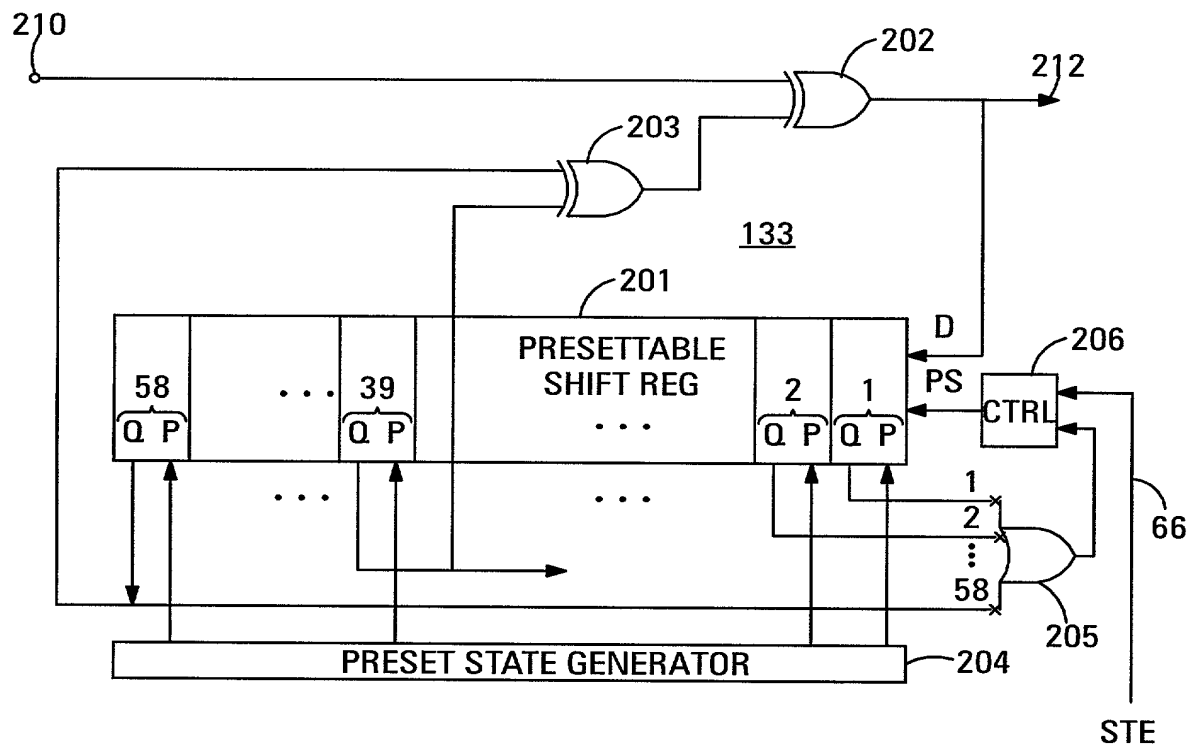 210
202
212
203
133
201
PRESETTABLE
SHIFT REG
D
PS
206
CTRL
58
Q P
...
39
Q P
...
2
Q P
1
Q P
...
...
1
2
58
66
205
PRESET STATE GENERATOR
204
STE